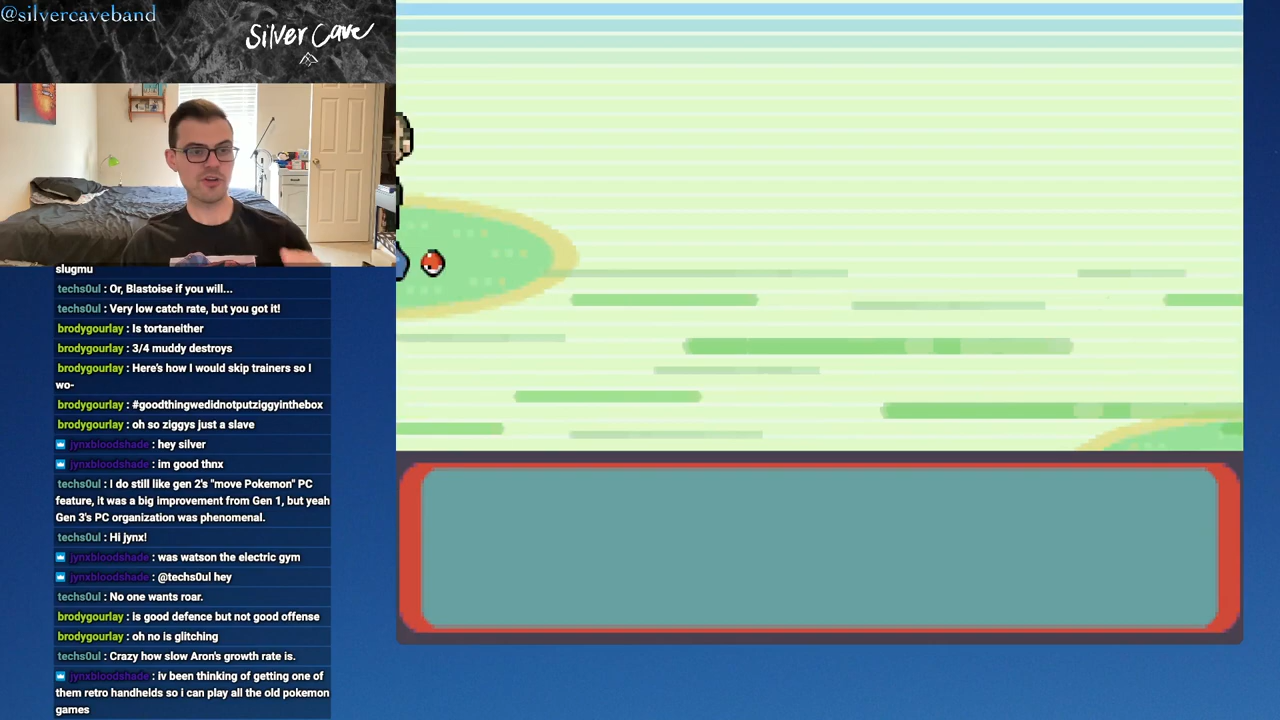 @silvercaveband
Silver Cave
slugmu
techs0ul : Or, Blastoise if you will...
techs0ul : Very low catch rate, but you got it!
brodygourlay : Is tortaneither
brodygourlay : 3/4 muddy destroys
brodygourlay : Here's how I would skip trainers so I
wo-
brodygourlay : #goodthingwedidnotputziggyinthebox
brodygourlay : oh so ziggys just a slave
jynxbloodshade : hey silver
jynxbloodshade : im good thnx
techs0ul : I do still like gen 2's "move Pokemon" PC
feature, it was a big improvement from Gen 1, but yeah
Gen 3's PC organization was phenomenal.
techs0ul : Hi jynx!
jynxbloodshade : was watson the electric gym
jynxbloodshade : @techs0ul hey
techs0ul : No one wants roar.
brodygourlay : is good defence but not good offense
brodygourlay : oh no is glitching
techs0ul : Crazy how slow Aron's growth rate is.
jynxbloodshade : iv been thinking of getting one of
them retro handhelds so i can play all the old pokemon
games